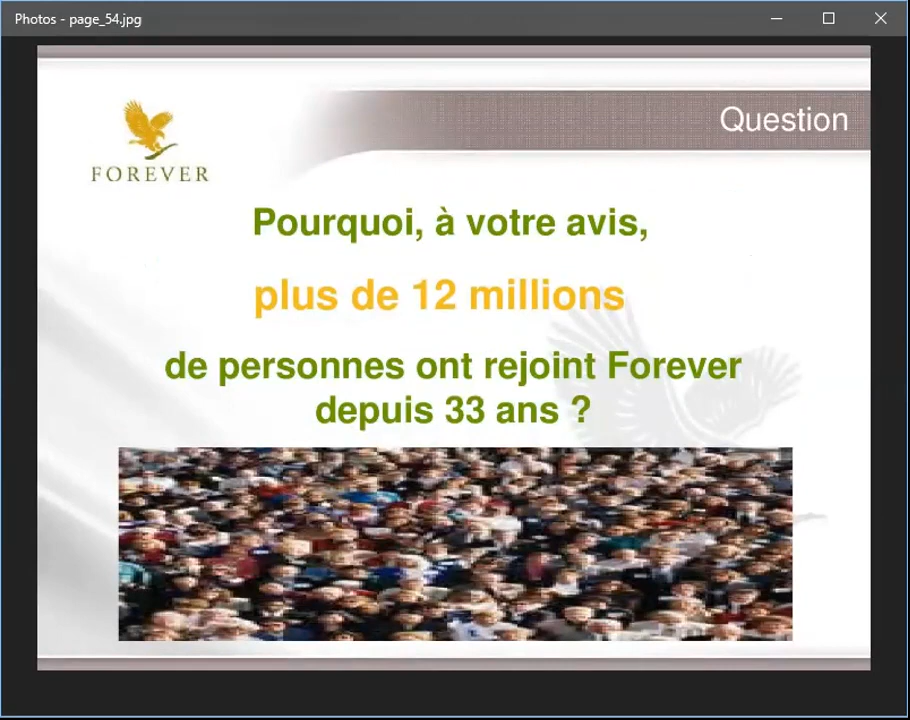 Photos - page_54.jpg
Question
FOREVER
Pourquoi, à votre avis,
plus de 12 millions
de personnes ont rejoint Forever
depuis 33 ans ?